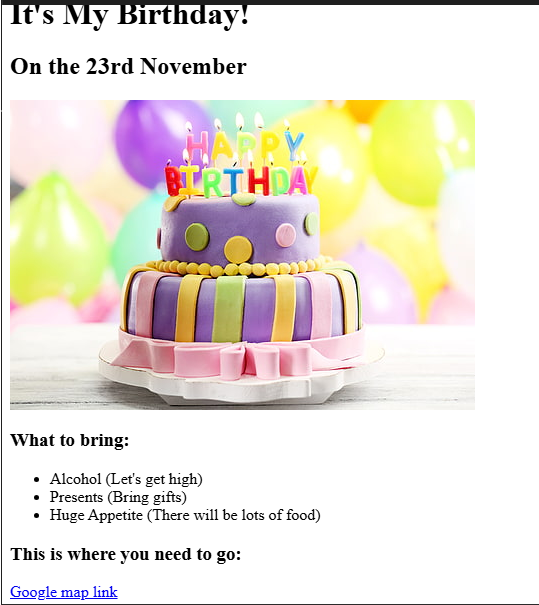 It's My Birthday!
On the 23rd November
HAPPY
BIRTHDAY
What to bring:
Alcohol (Let's get high)
Presents (Bring gifts)
Huge Appetite (There will be lots of food)
This is where you need to go:
Google map link